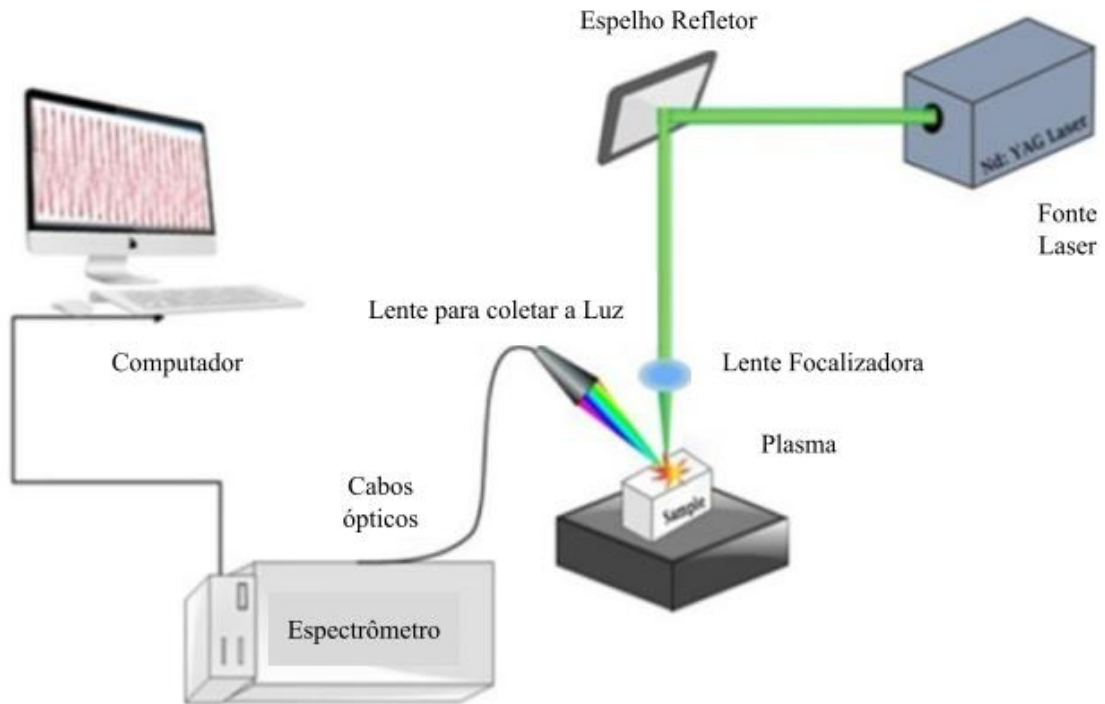 Espelho Refletor
Nd: YAG Laser
Fonte
Laser
Lente para coletar a Luz
Computador
Lente Focalizadora
Plasma
Sample
Cabos
ópticos
Espectrômetro